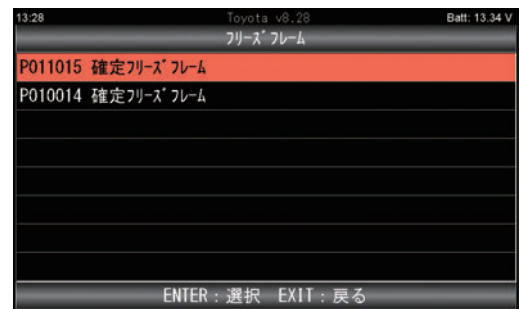 13:28 Toyota v8.28 Batt: 13.34 V
フリーズフレーム
P011015 確定フリーズフレーム
P010014 確定フリーズフレーム
ENTER：選択 EXIT：戻る